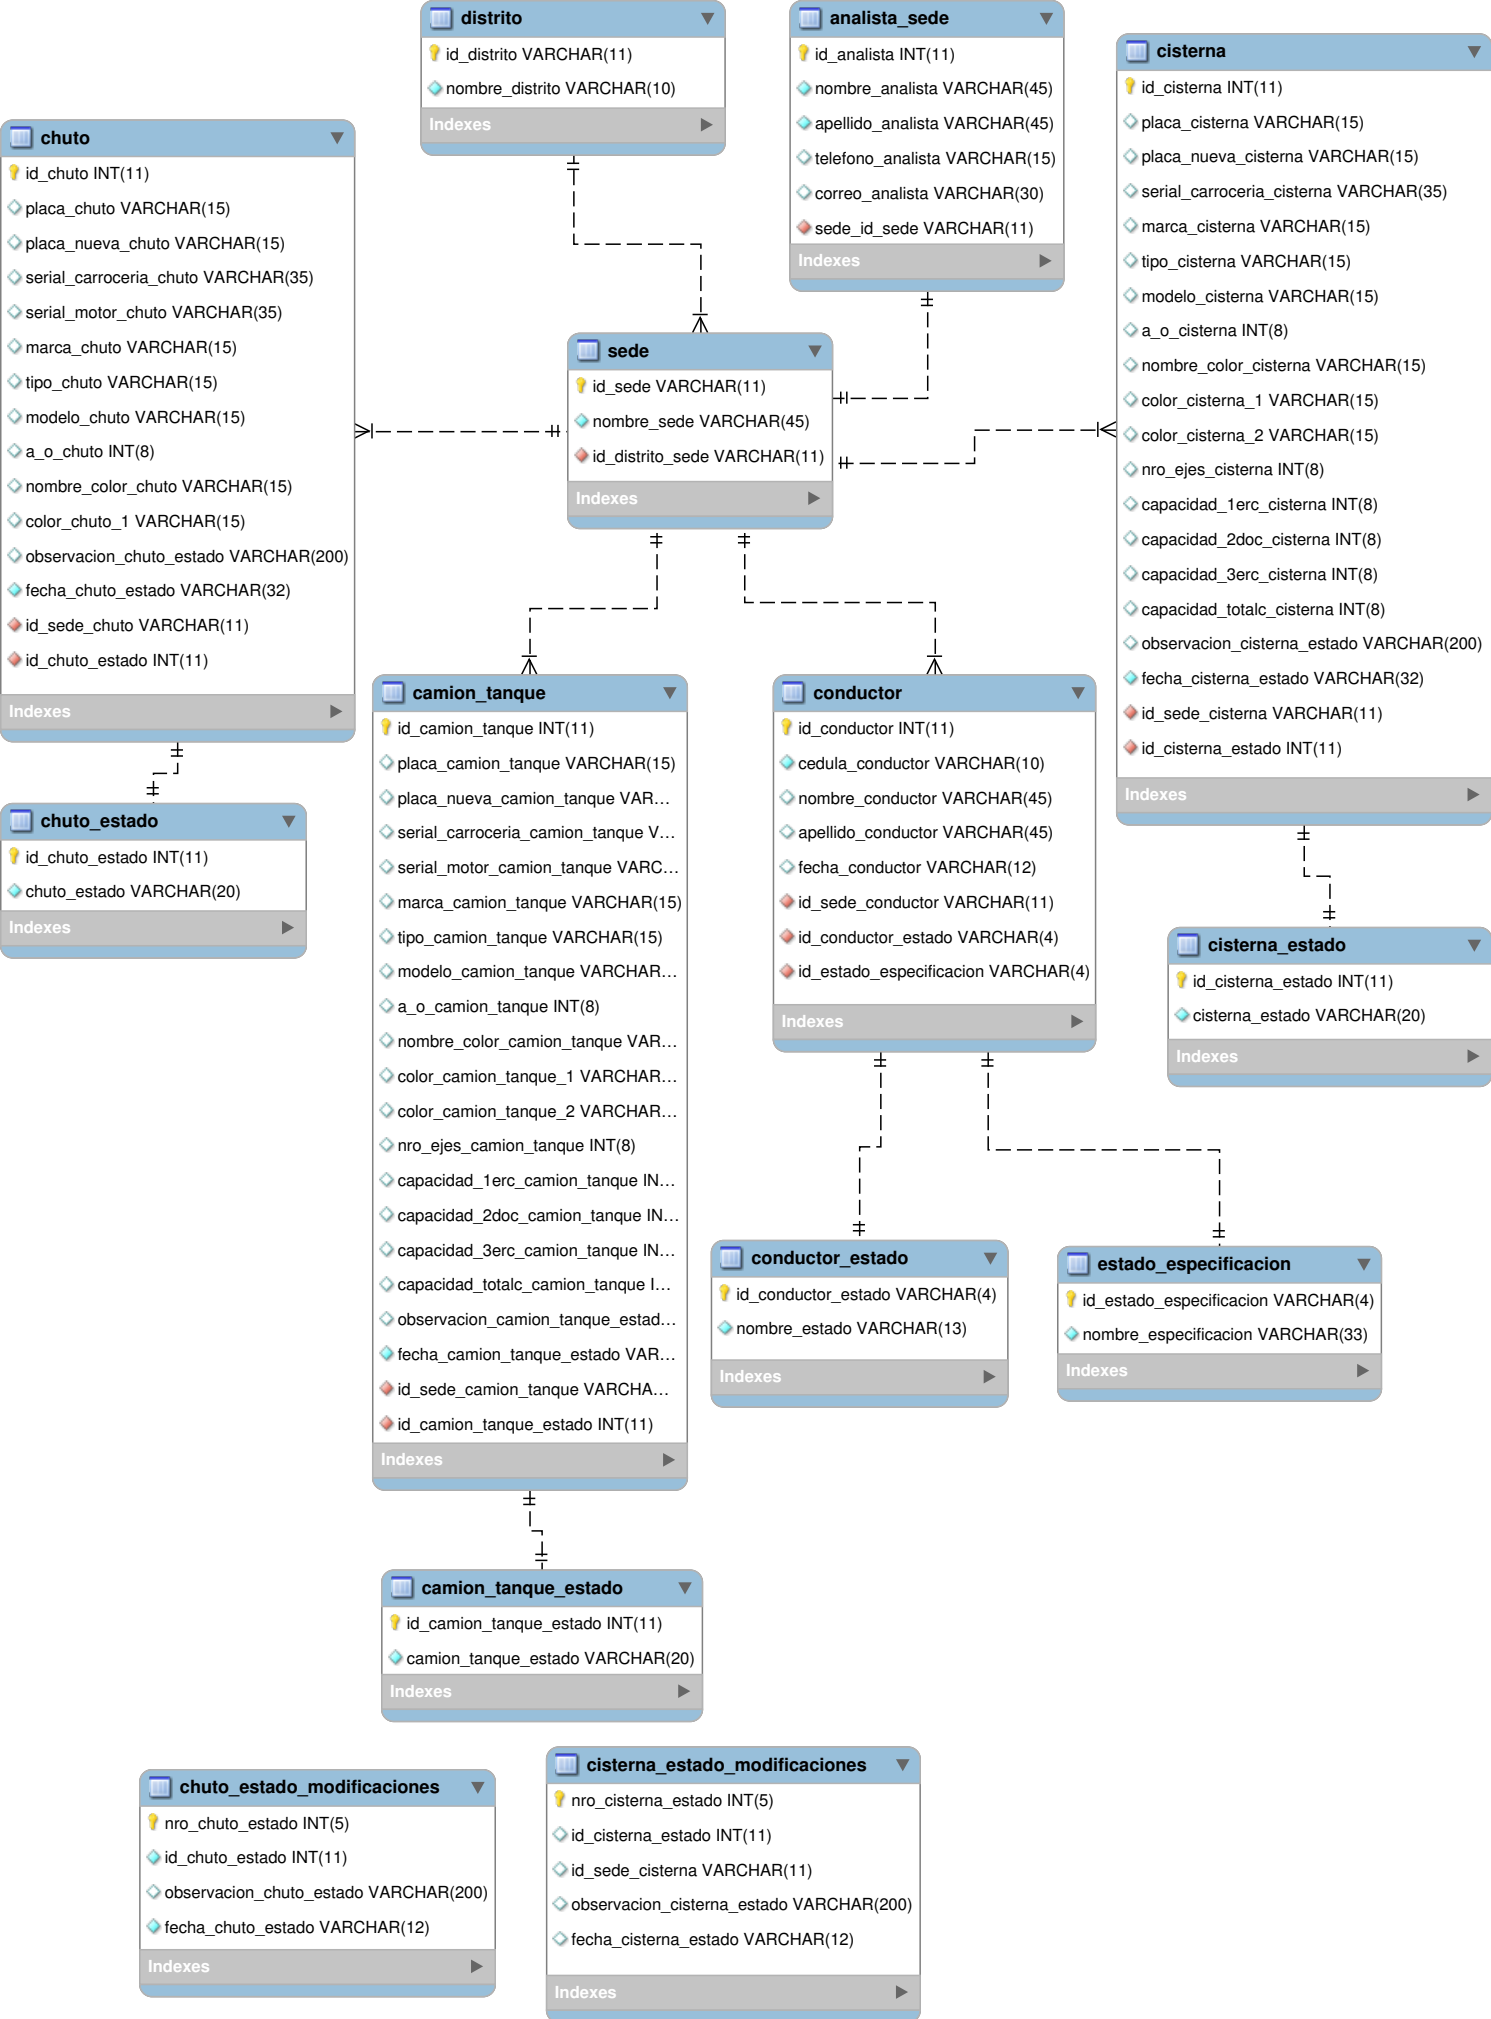 distrito
id_distrito VARCHAR(11)
nombre_distrito VARCHAR(10)
Indexes
analista_sede
id_analista INT(11)
nombre_analista VARCHAR(45)
apellido_analista VARCHAR(45)
telefono_analista VARCHAR(15)
correo_analista VARCHAR(30)
sede_id_sede VARCHAR(11)
Indexes
cisterna
id_cisterna INT(11)
placa_cisterna VARCHAR(15)
placa_nueva_cisterna VARCHAR(15)
serial_carroceria_cisterna VARCHAR(35)
marca_cisterna VARCHAR(15)
tipo_cisterna VARCHAR(15)
modelo_cisterna VARCHAR(15)
a_o_cisterna INT(8)
nombre_color_cisterna VARCHAR(15)
color_cisterna_1 VARCHAR(15)
color_cisterna_2 VARCHAR(15)
nro_ejes_cisterna INT(8)
capacidad_1erc_cisterna INT(8)
capacidad_2doc_cisterna INT(8)
capacidad_3erc_cisterna INT(8)
capacidad_totalc_cisterna INT(8)
observacion_cisterna_estado VARCHAR(200)
fecha_cisterna_estado VARCHAR(32)
id_sede_cisterna VARCHAR(11)
id_cisterna_estado INT(11)
Indexes
chuto
id_chuto INT(11)
placa_chuto VARCHAR(15)
placa_nueva_chuto VARCHAR(15)
serial_carroceria_chuto VARCHAR(35)
serial_motor_chuto VARCHAR(35)
marca_chuto VARCHAR(15)
tipo_chuto VARCHAR(15)
modelo_chuto VARCHAR(15)
a_o_chuto INT(8)
nombre_color_chuto VARCHAR(15)
color_chuto_1 VARCHAR(15)
observacion_chuto_estado VARCHAR(200)
fecha_chuto_estado VARCHAR(32)
id_sede_chuto VARCHAR(11)
id_chuto_estado INT(11)
Indexes
sede
id_sede VARCHAR(11)
nombre_sede VARCHAR(45)
id_distrito_sede VARCHAR(11)
Indexes
camion_tanque
id_camion_tanque INT(11)
placa_camion_tanque VARCHAR(15)
placa_nueva_camion_tanque VAR...
serial_carroceria_camion_tanque V...
serial_motor_camion_tanque VARC...
marca_camion_tanque VARCHAR(15)
tipo_camion_tanque VARCHAR(15)
modelo_camion_tanque VARCHAR...
a_o_camion_tanque INT(8)
nombre_color_camion_tanque VAR...
color_camion_tanque_1 VARCHAR...
color_camion_tanque_2 VARCHAR...
nro_ejes_camion_tanque INT(8)
capacidad_1erc_camion_tanque IN...
capacidad_2doc_camion_tanque IN...
capacidad_3erc_camion_tanque IN...
capacidad_totalc_camion_tanque I...
observacion_camion_tanque_estad...
fecha_camion_tanque_estado VAR...
id_sede_camion_tanque VARCHA...
id_camion_tanque_estado INT(11)
Indexes
conductor
id_conductor INT(11)
cedula_conductor VARCHAR(10)
nombre_conductor VARCHAR(45)
apellido_conductor VARCHAR(45)
fecha_conductor VARCHAR(12)
id_sede_conductor VARCHAR(11)
id_conductor_estado VARCHAR(4)
id_estado_especificacion VARCHAR(4)
Indexes
chuto_estado
id_chuto_estado INT(11)
chuto_estado VARCHAR(20)
Indexes
cisterna_estado
id_cisterna_estado INT(11)
cisterna_estado VARCHAR(20)
Indexes
conductor_estado
id_conductor_estado VARCHAR(4)
nombre_estado VARCHAR(13)
Indexes
estado_especificacion
id_estado_especificacion VARCHAR(4)
nombre_especificacion VARCHAR(33)
Indexes
camion_tanque_estado
id_camion_tanque_estado INT(11)
camion_tanque_estado VARCHAR(20)
Indexes
chuto_estado_modificaciones
nro_chuto_estado INT(5)
id_chuto_estado INT(11)
observacion_chuto_estado VARCHAR(200)
fecha_chuto_estado VARCHAR(12)
Indexes
cisterna_estado_modificaciones
nro_cisterna_estado INT(5)
id_cisterna_estado INT(11)
id_sede_cisterna VARCHAR(11)
observacion_cisterna_estado VARCHAR(200)
fecha_cisterna_estado VARCHAR(12)
Indexes